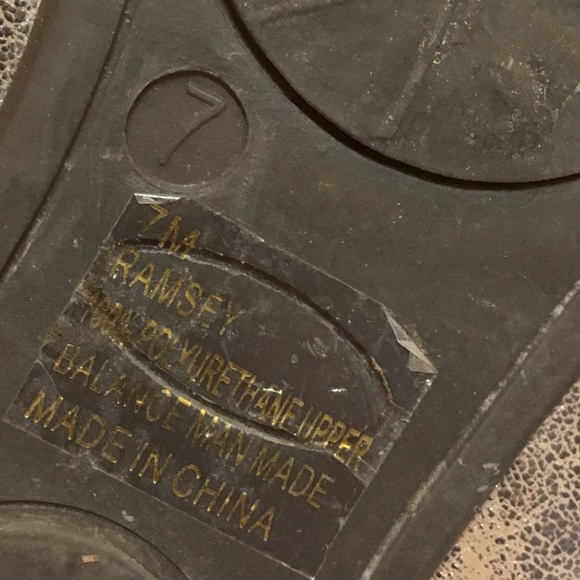 7
7M
RAMSEY
100% POLYURETHANE UPPER
BALANCE MAN MADE
MADE IN CHINA